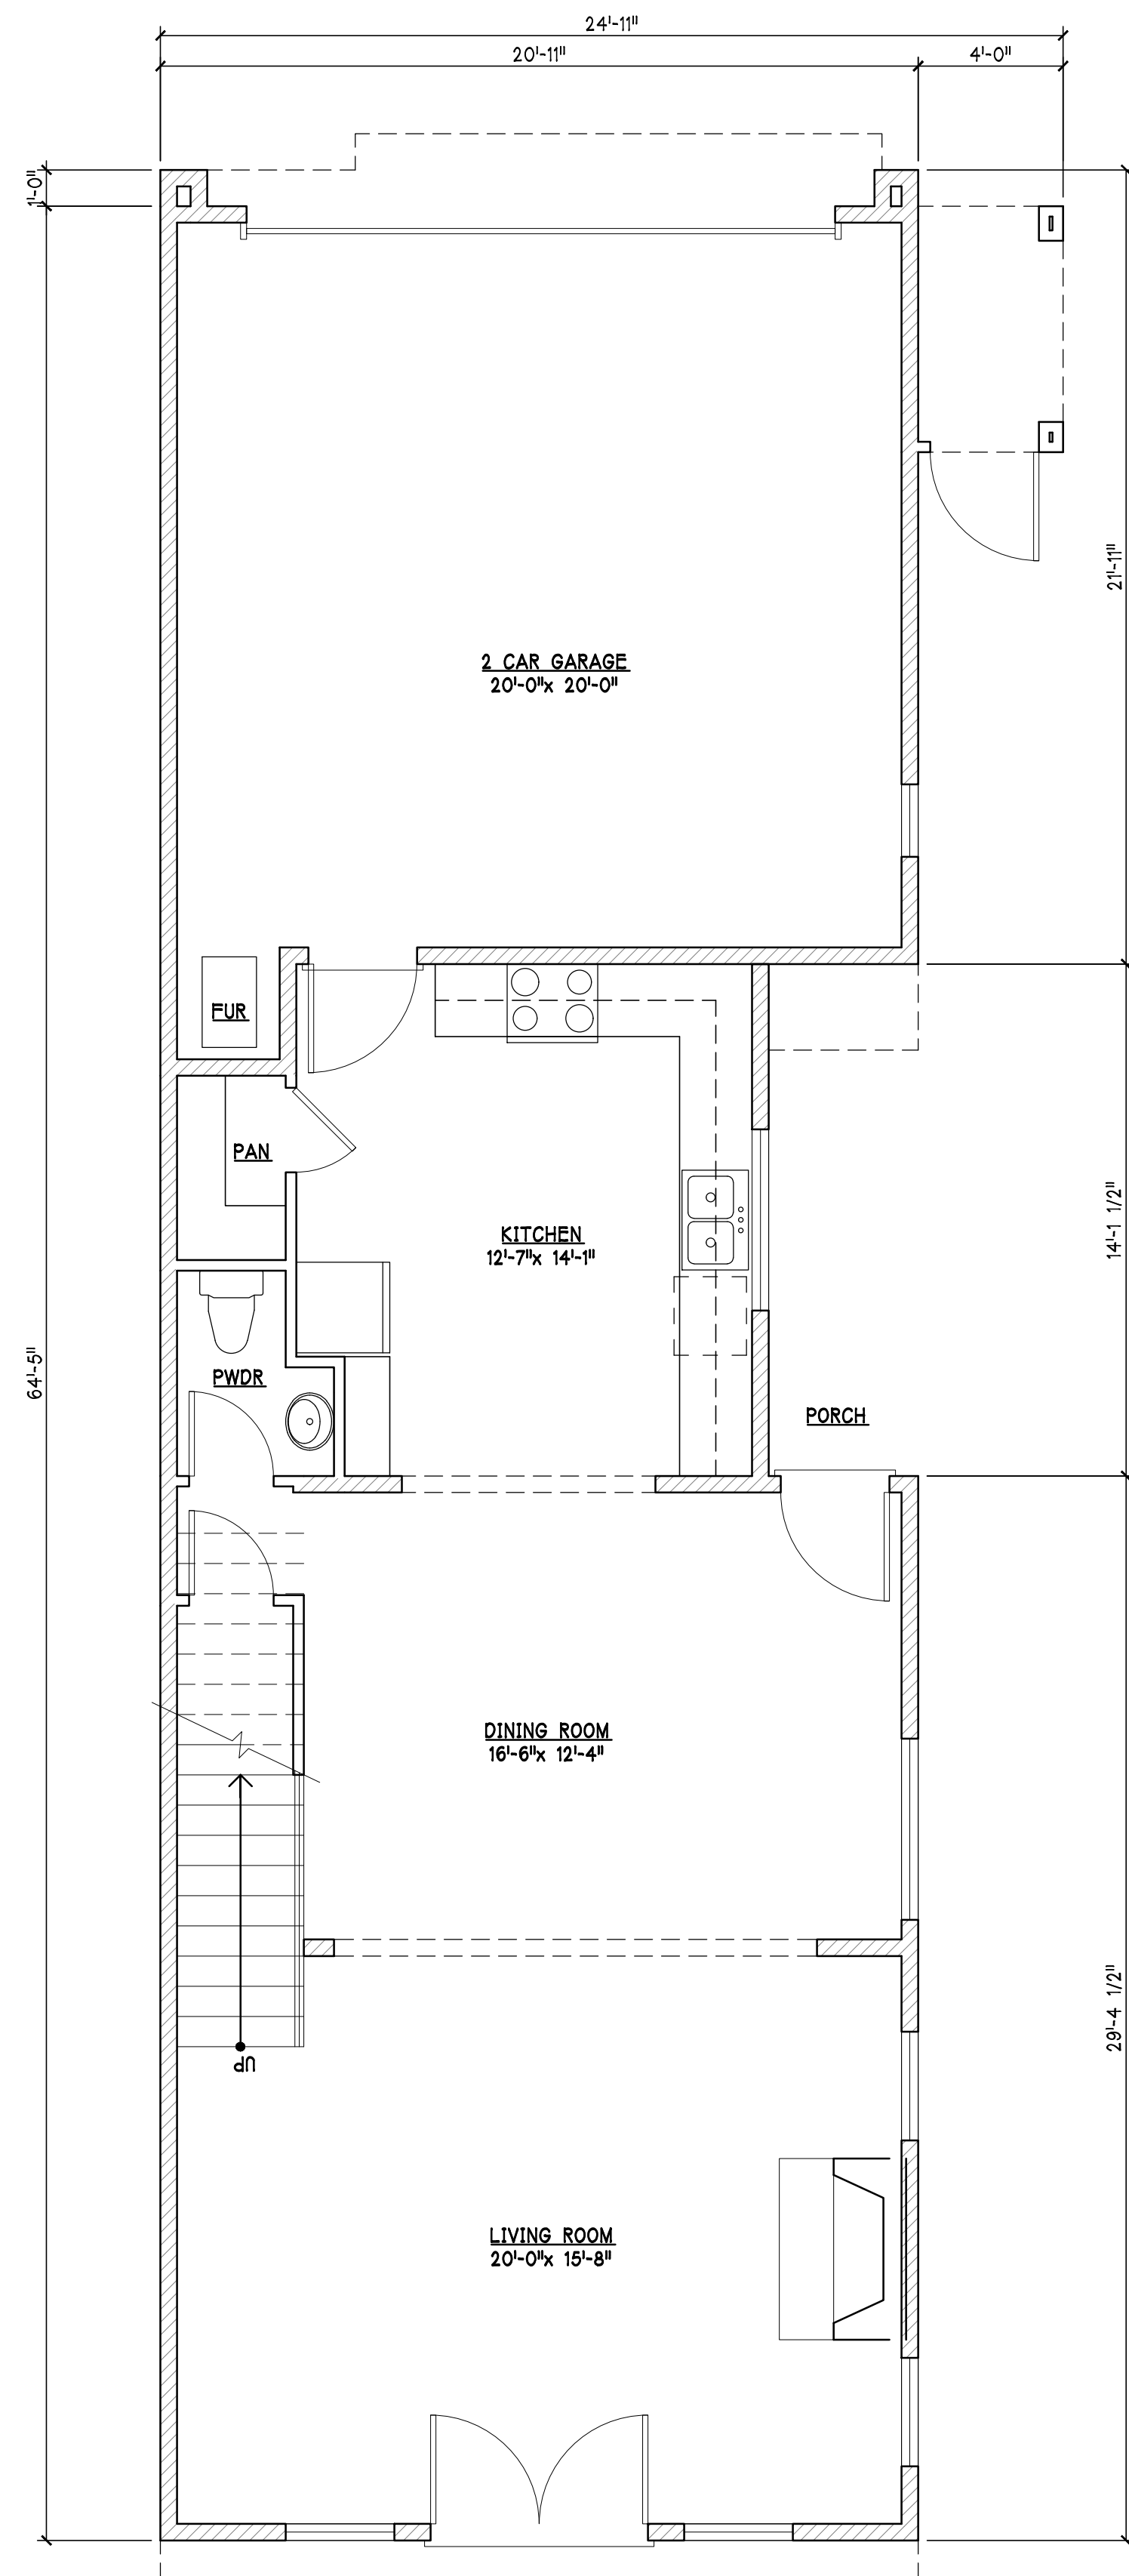 24'-11"
20'-11"
4'-0"
1'-0"
21'-11"
2 CAR GARAGE
20'-0"x 20'-0"
FUR
PAN
KITCHEN
12'-7"x 14'-1"
14'-1 1/2"
64'-5"
PWDR
PORCH
DINING ROOM
16'-6"x 12'-4"
29'-4 1/2"
UP
LIVING ROOM
20'-0"x 15'-8"